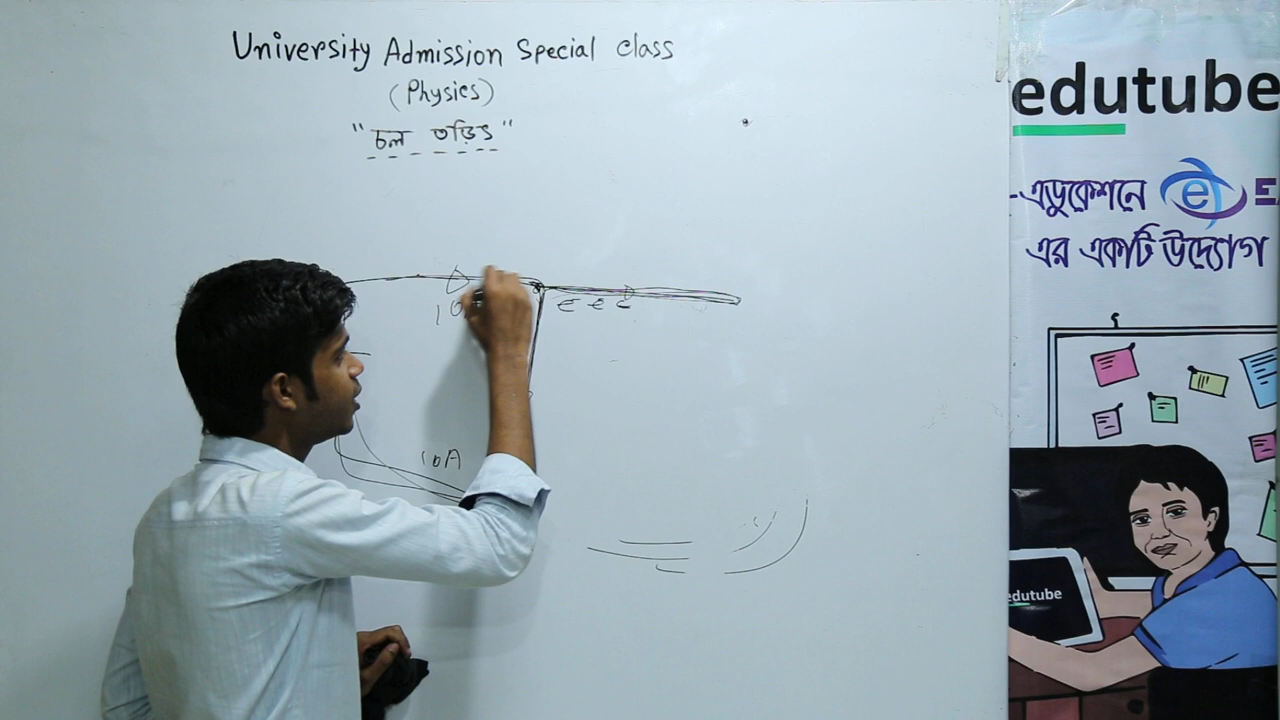 University Admission Special class
(Physics)
"চল তড়িৎ"
e e e
10A
edutube
-এডুকেশনে
এর একটি উদ্যোগ
edutube